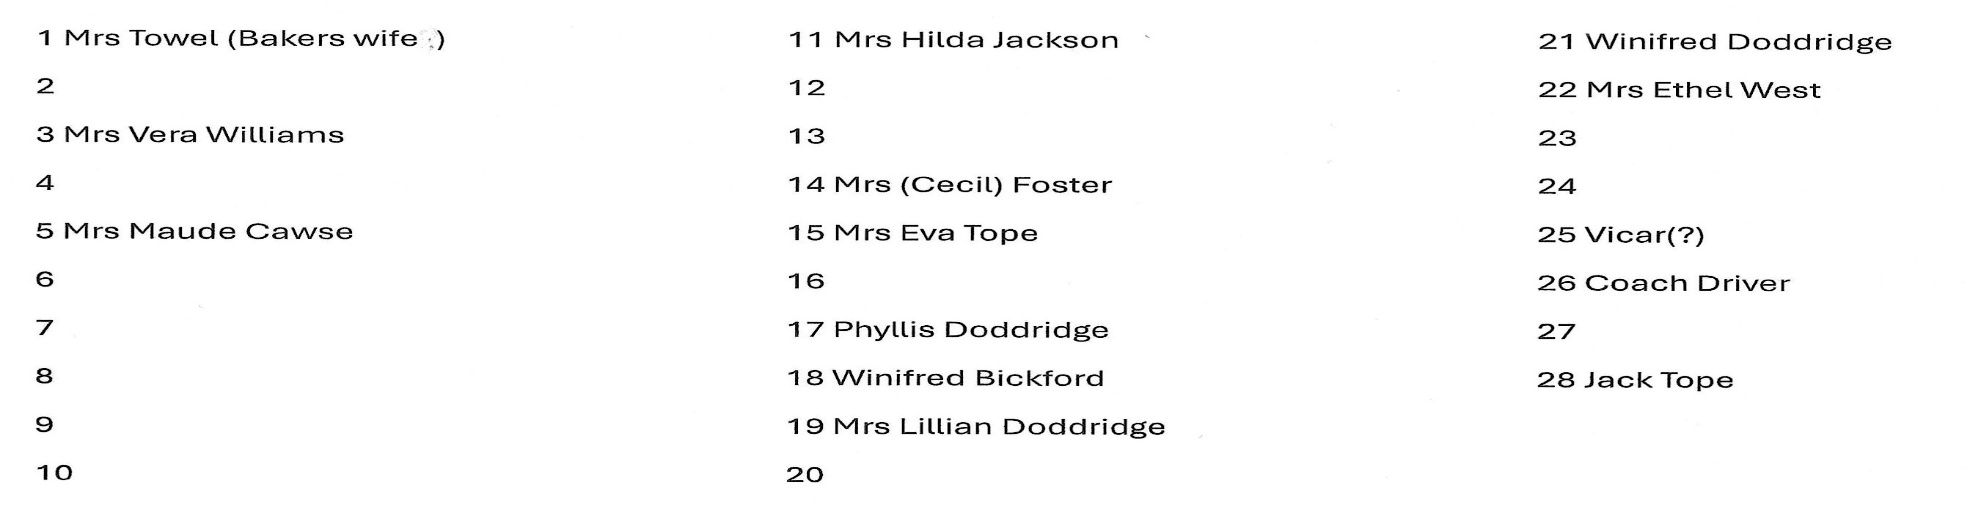 1 Mrs Towel (Bakers wife )
2
3 Mrs Vera Williams
4
5 Mrs Maude Cawse
6
7
8
9
10
11 Mrs Hilda Jackson
12
13
14 Mrs (Cecil) Foster
15 Mrs Eva Tope
16
17 Phyllis Doddridge
18 Winifred Bickford
19 Mrs Lillian Doddridge
20
21 Winifred Doddridge
22 Mrs Ethel West
23
24
25 Vicar(?)
26 Coach Driver
27
28 Jack Tope